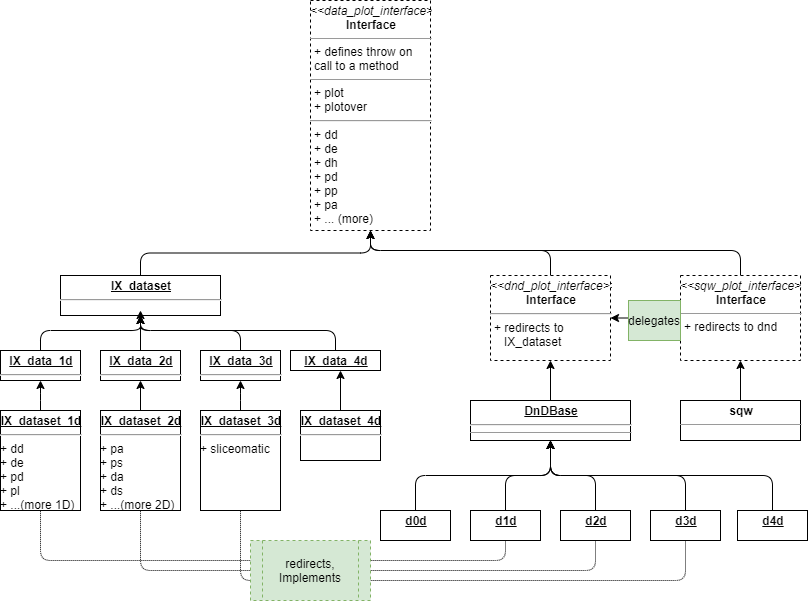 <<data_plot_interface>
Interface
+ defines throw on
call to a method
+ plot
+ plotover
+ dd
+ de
+ dh
+ pd
+ pp
+ pa
+ ... (more)
IX_dataset
<<dnd_plot_interface>
Interface
+ redirects to
IX_dataset
delegates
<<sqw_plot_interface>
Interface
+ redirects to dnd
IX_data_1d
IX_data_2d
IX_data_3d
IX_data_4d
IX_dataset_1d
+ dd
+ de
+ pd
+ pl
+ ...(more 1D)
IX_dataset_2d
+ pa
+ ps
+ da
+ ds
+ ...(more 2D)
IX_dataset_3d
+ sliceomatic
IX_dataset_4d
DnDBase
sqw
d0d
d1d
d2d
d3d
d4d
redirects,
Implements